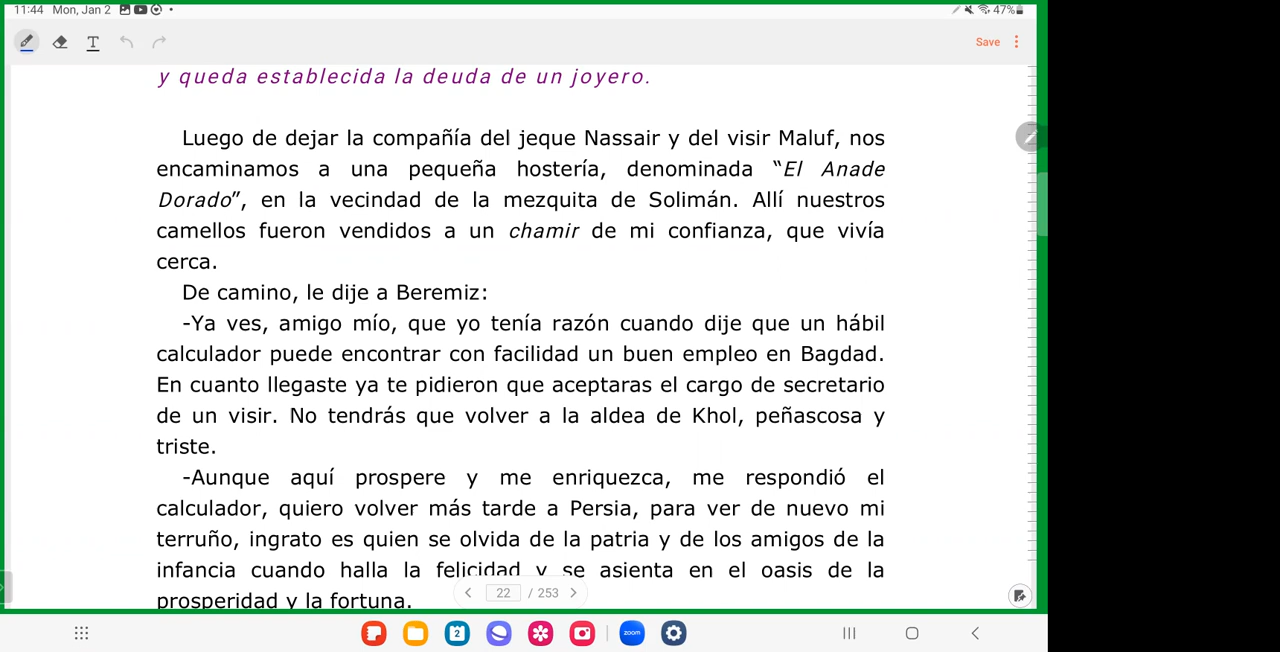 11:44 Mon, Jan 2
47%
T
Save
y queda establecida la deuda de un joyero.
Luego de dejar la compañía del jeque Nassair y del visir Maluf, nos
encaminamos a una pequeña hostería, denominada “El Anade
Dorado”, en la vecindad de la mezquita de Solimán. Allí nuestros
camellos fueron vendidos a un chamir de mi confianza, que vivía
cerca.
De camino, le dije a Beremiz:
-Ya ves, amigo mío, que yo tenía razón cuando dije que un hábil
calculador puede encontrar con facilidad un buen empleo en Bagdad.
En cuanto llegaste ya te pidieron que aceptaras el cargo de secretario
de un visir. No tendrás que volver a la aldea de Khol, peñascosa y
triste.
-Aunque aquí prospere y me enriquezca, me respondió el
calculador, quiero volver más tarde a Persia, para ver de nuevo mi
terruño, ingrato es quien se olvida de la patria y de los amigos de la
infancia cuando halla la felicidad y se asienta en el oasis de la
prosperidad y la fortuna.
22 / 253
2
zoom